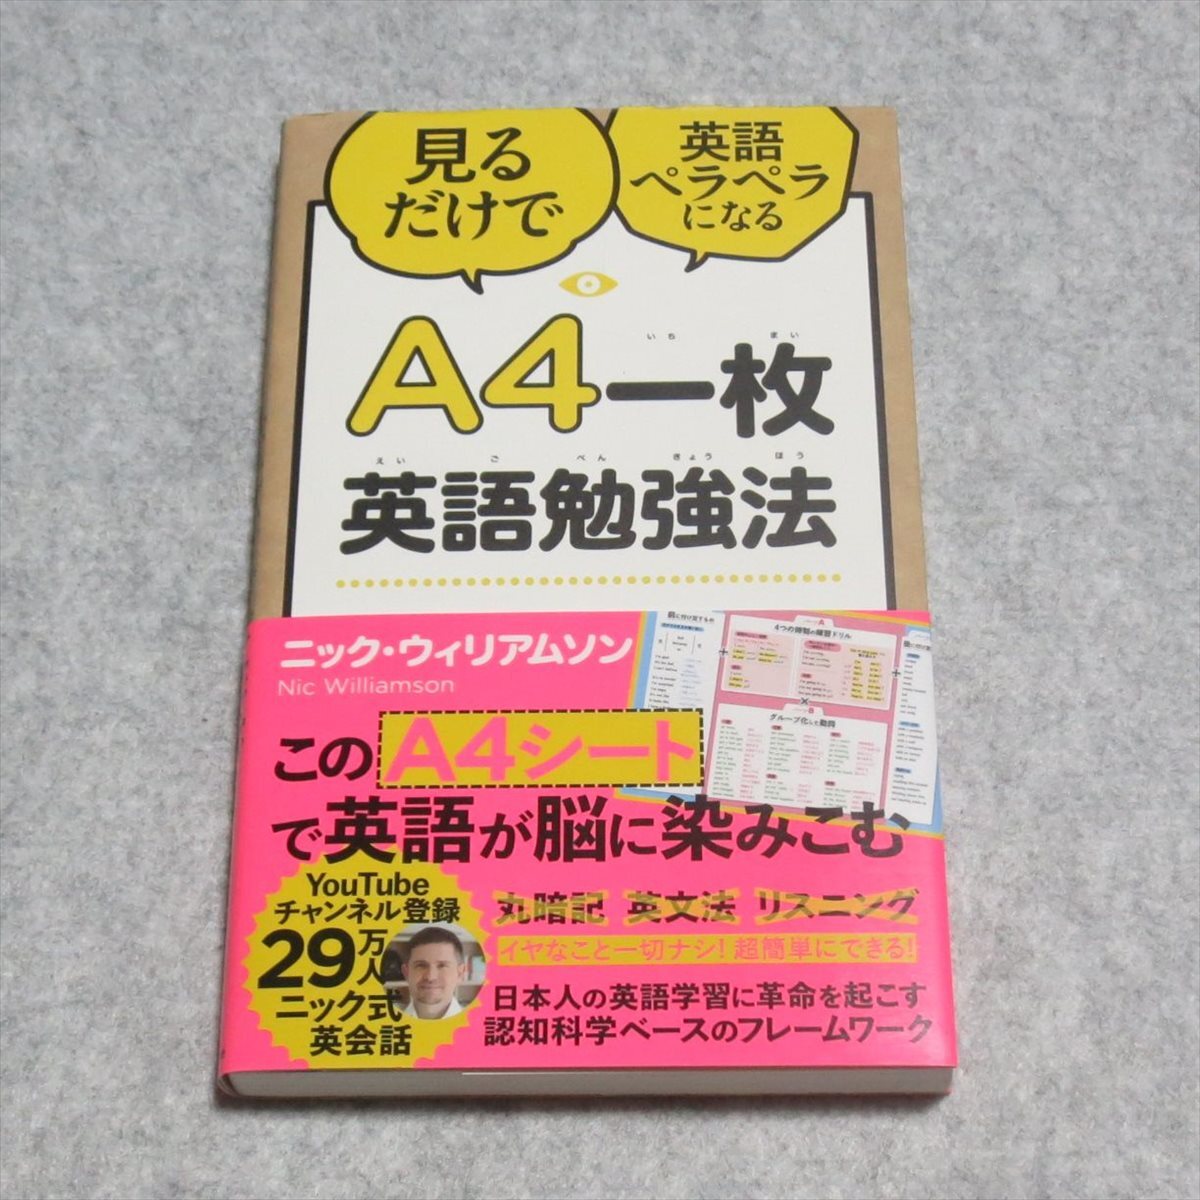 見る
だけで
英語
ペラペラ
になる
いち まい
A4一枚
えい ご べん きょう ほう
英語勉強法
ニック・ウィリアムソン
Nic Williamson
4つの時制の練習ドリル
グループ化した動詞
この A4シート
で英語が脳に染みこむ
YouTube
チャンネル登録
29万人
ニック式
英会話
丸暗記 英文法 リスニング
イヤなこと一切ナシ!超簡単にできる!
日本人の英語学習に革命を起こす
認知科学ベースのフレームワーク